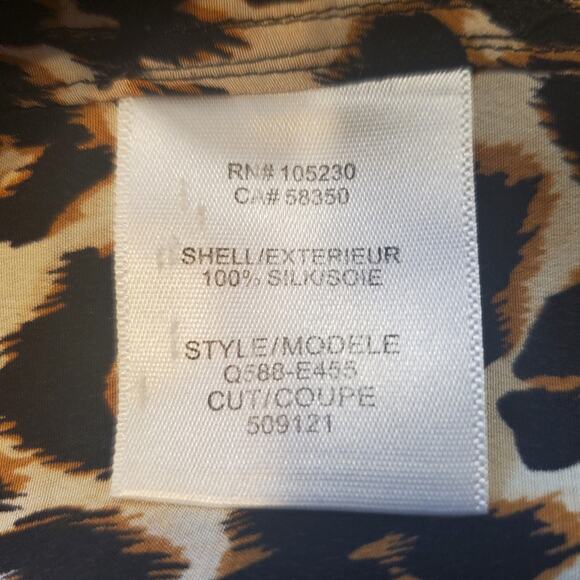 RN# 105230
CA# 58350
SHELL/EXTERIEUR
100% SILK/SOIE
STYLE/MODELE
Q588-E455
CUT/COUPE
509121